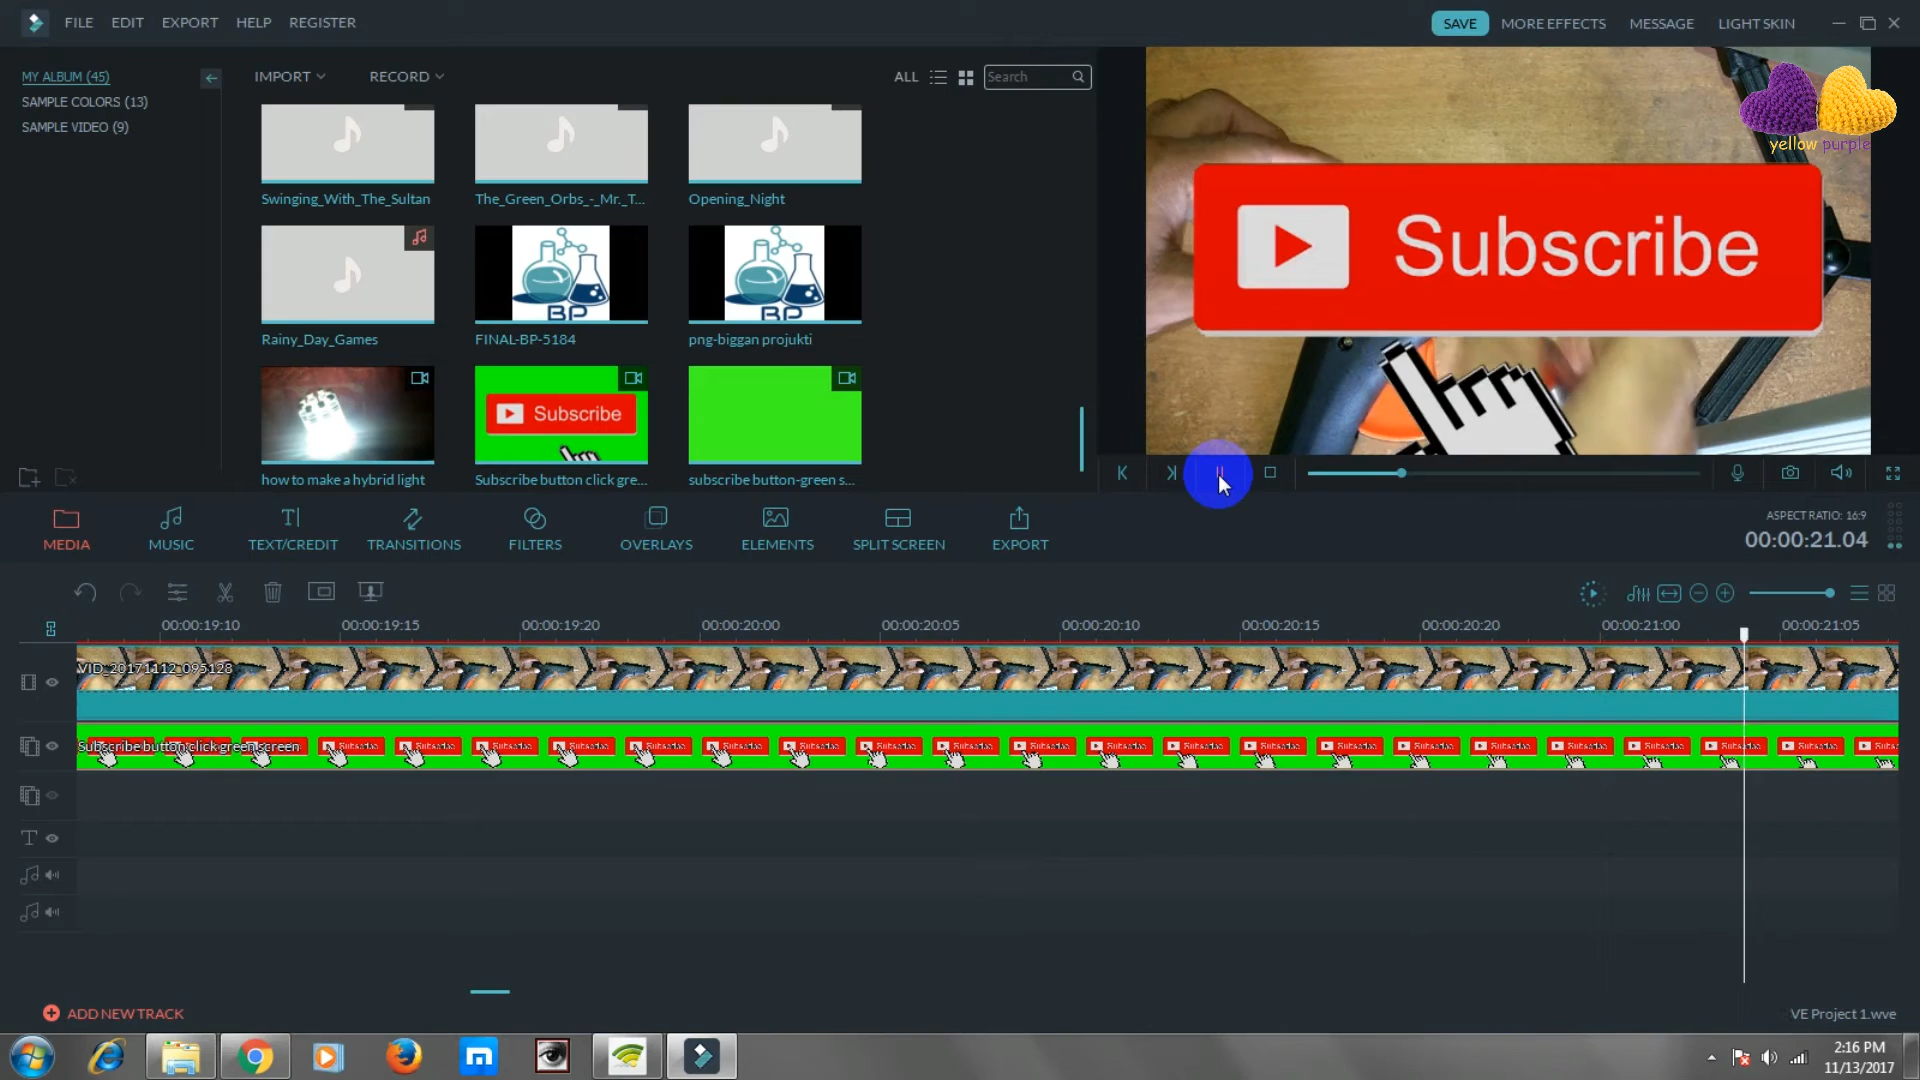 FILE EDIT EXPORT HELP REGISTER
SAVE MORE EFFECTS MESSAGE LIGHT SKIN
MY ALBUM (45)
SAMPLE COLORS (13)
SAMPLE VIDEO (9)
IMPORT RECORD ALL Search
Swinging_With_The_Sultan The_Green_Orbs_-_Mr._T... Opening_Night
BP BP
Rainy_Day_Games FINAL-BP-5184 png-biggan projukti
Subscribe
how to make a hybrid light Subscribe button click gre... subscribe button-green s...
yellow purple
Subscribe
MEDIA MUSIC TEXT/CREDIT TRANSITIONS FILTERS OVERLAYS ELEMENTS SPLIT SCREEN EXPORT
ASPECT RATIO: 16:9
00:00:21.04
00:00:19:10 00:00:19:15 00:00:19:20 00:00:20:00 00:00:20:05 00:00:20:10 00:00:20:15 00:00:20:20 00:00:21:00 00:00:21:05
VID_20171112_095128
Subscribe button click green screen
ADD NEW TRACK
VE Project 1.wve
2:16 PM
11/13/2017